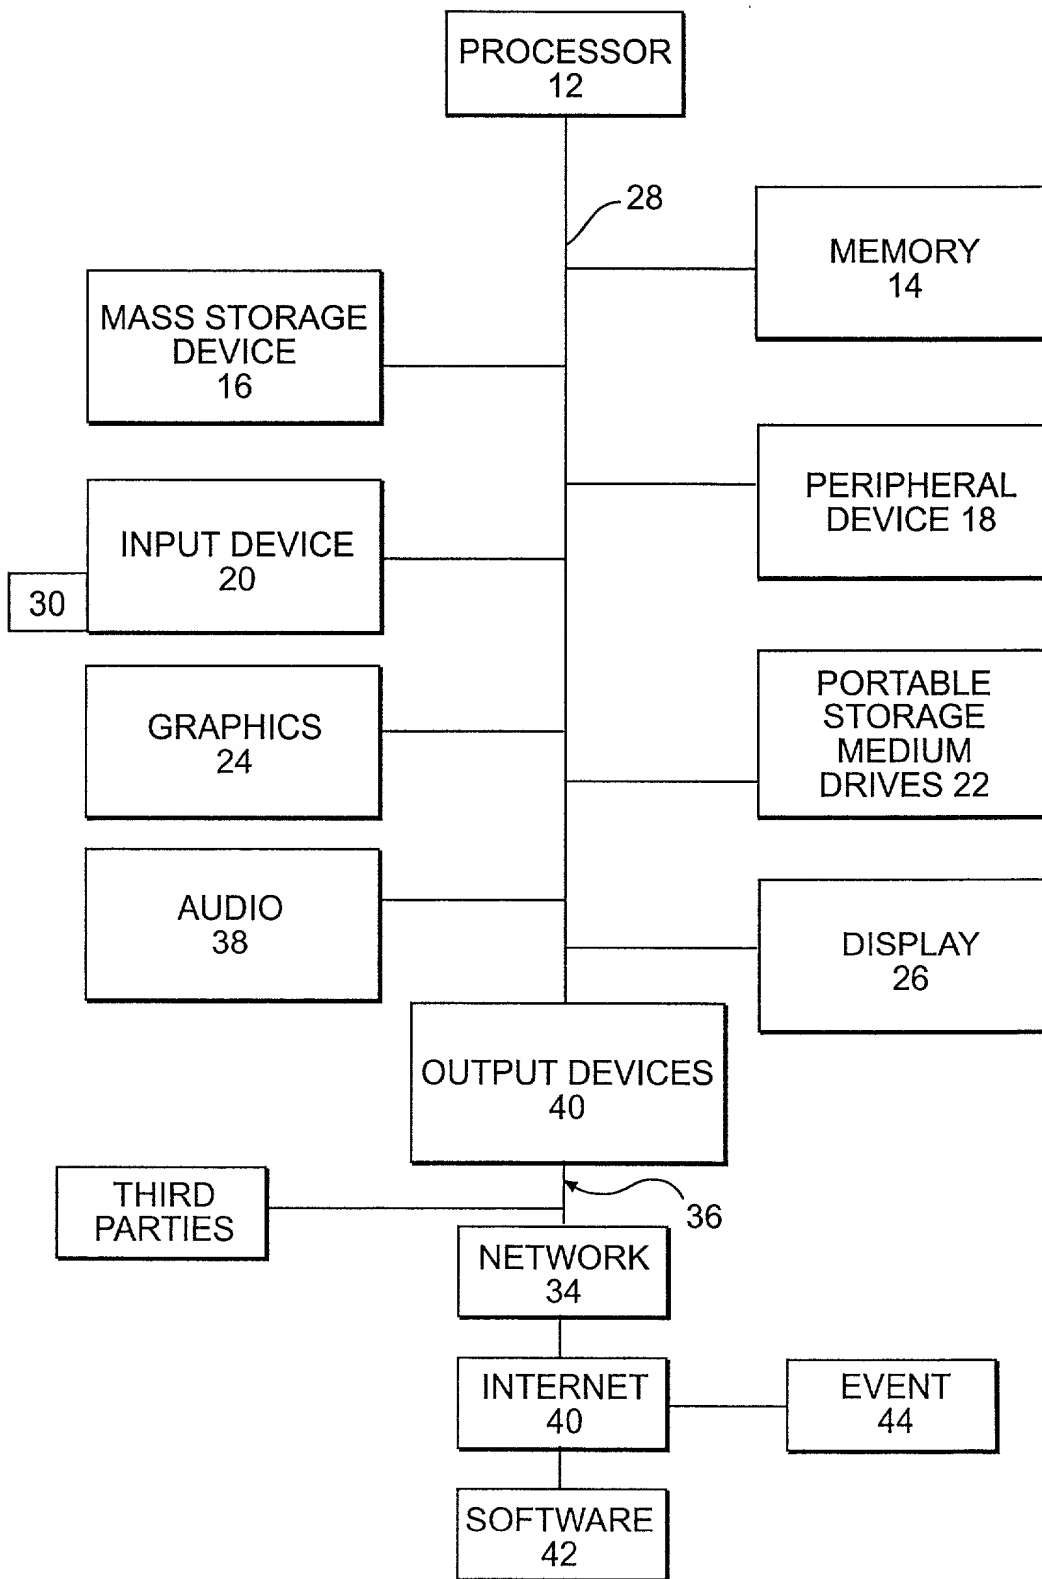 PROCESSOR
12
28
MEMORY
14
MASS STORAGE
DEVICE
16
PERIPHERAL
DEVICE 18
INPUT DEVICE
20
30
PORTABLE
STORAGE
MEDIUM
DRIVES 22
GRAPHICS
24
AUDIO
38
DISPLAY
26
OUTPUT DEVICES
40
THIRD
PARTIES
36
NETWORK
34
INTERNET
40
EVENT
44
SOFTWARE
42